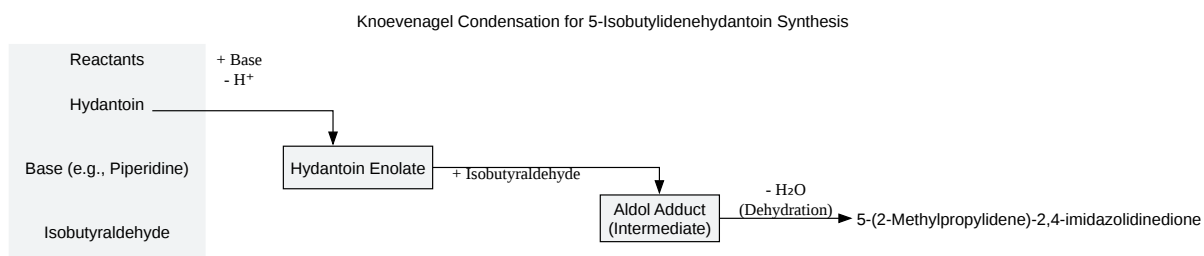 Knoevenagel Condensation for 5-Isobutylidenehydantoin Synthesis
Reactants
+ Base
- H⁺
Hydantoin
Base (e.g., Piperidine)
Hydantoin Enolate
+ Isobutyraldehyde
Isobutyraldehyde
Aldol Adduct
(Intermediate)
- H₂O
(Dehydration)
5-(2-Methylpropylidene)-2,4-imidazolidinedione